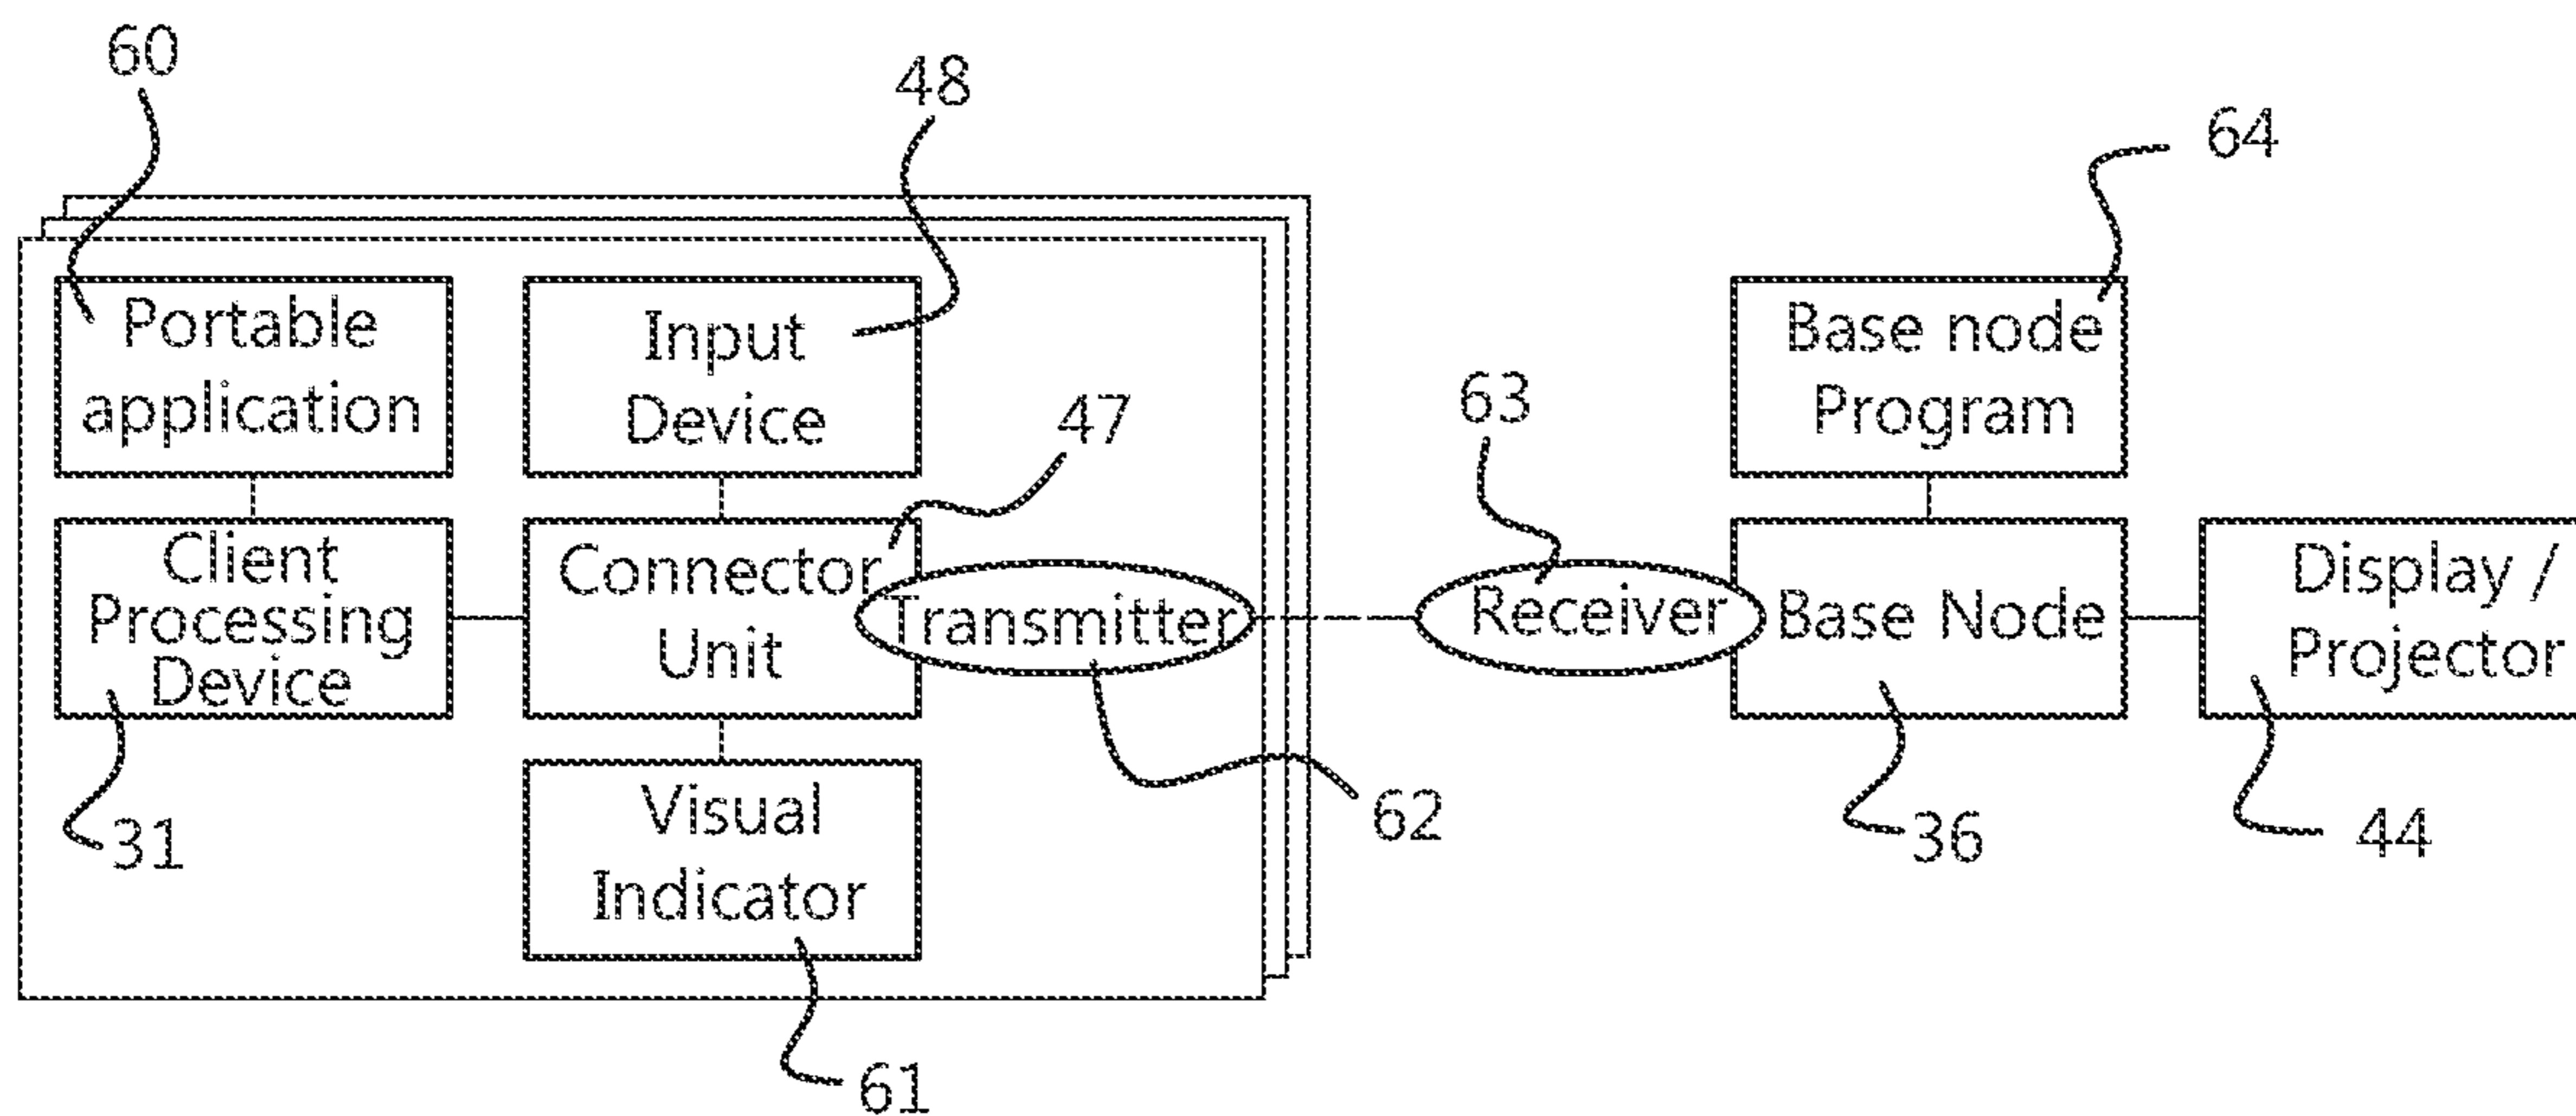 60
48
64
Portable
application
Input
Device
47
63
Base node
Program
Client
Processing
Device
Connector
Unit
Transmitter
Receiver
Base Node
Display /
Projector
31
Visual
Indicator
62
36
44
61